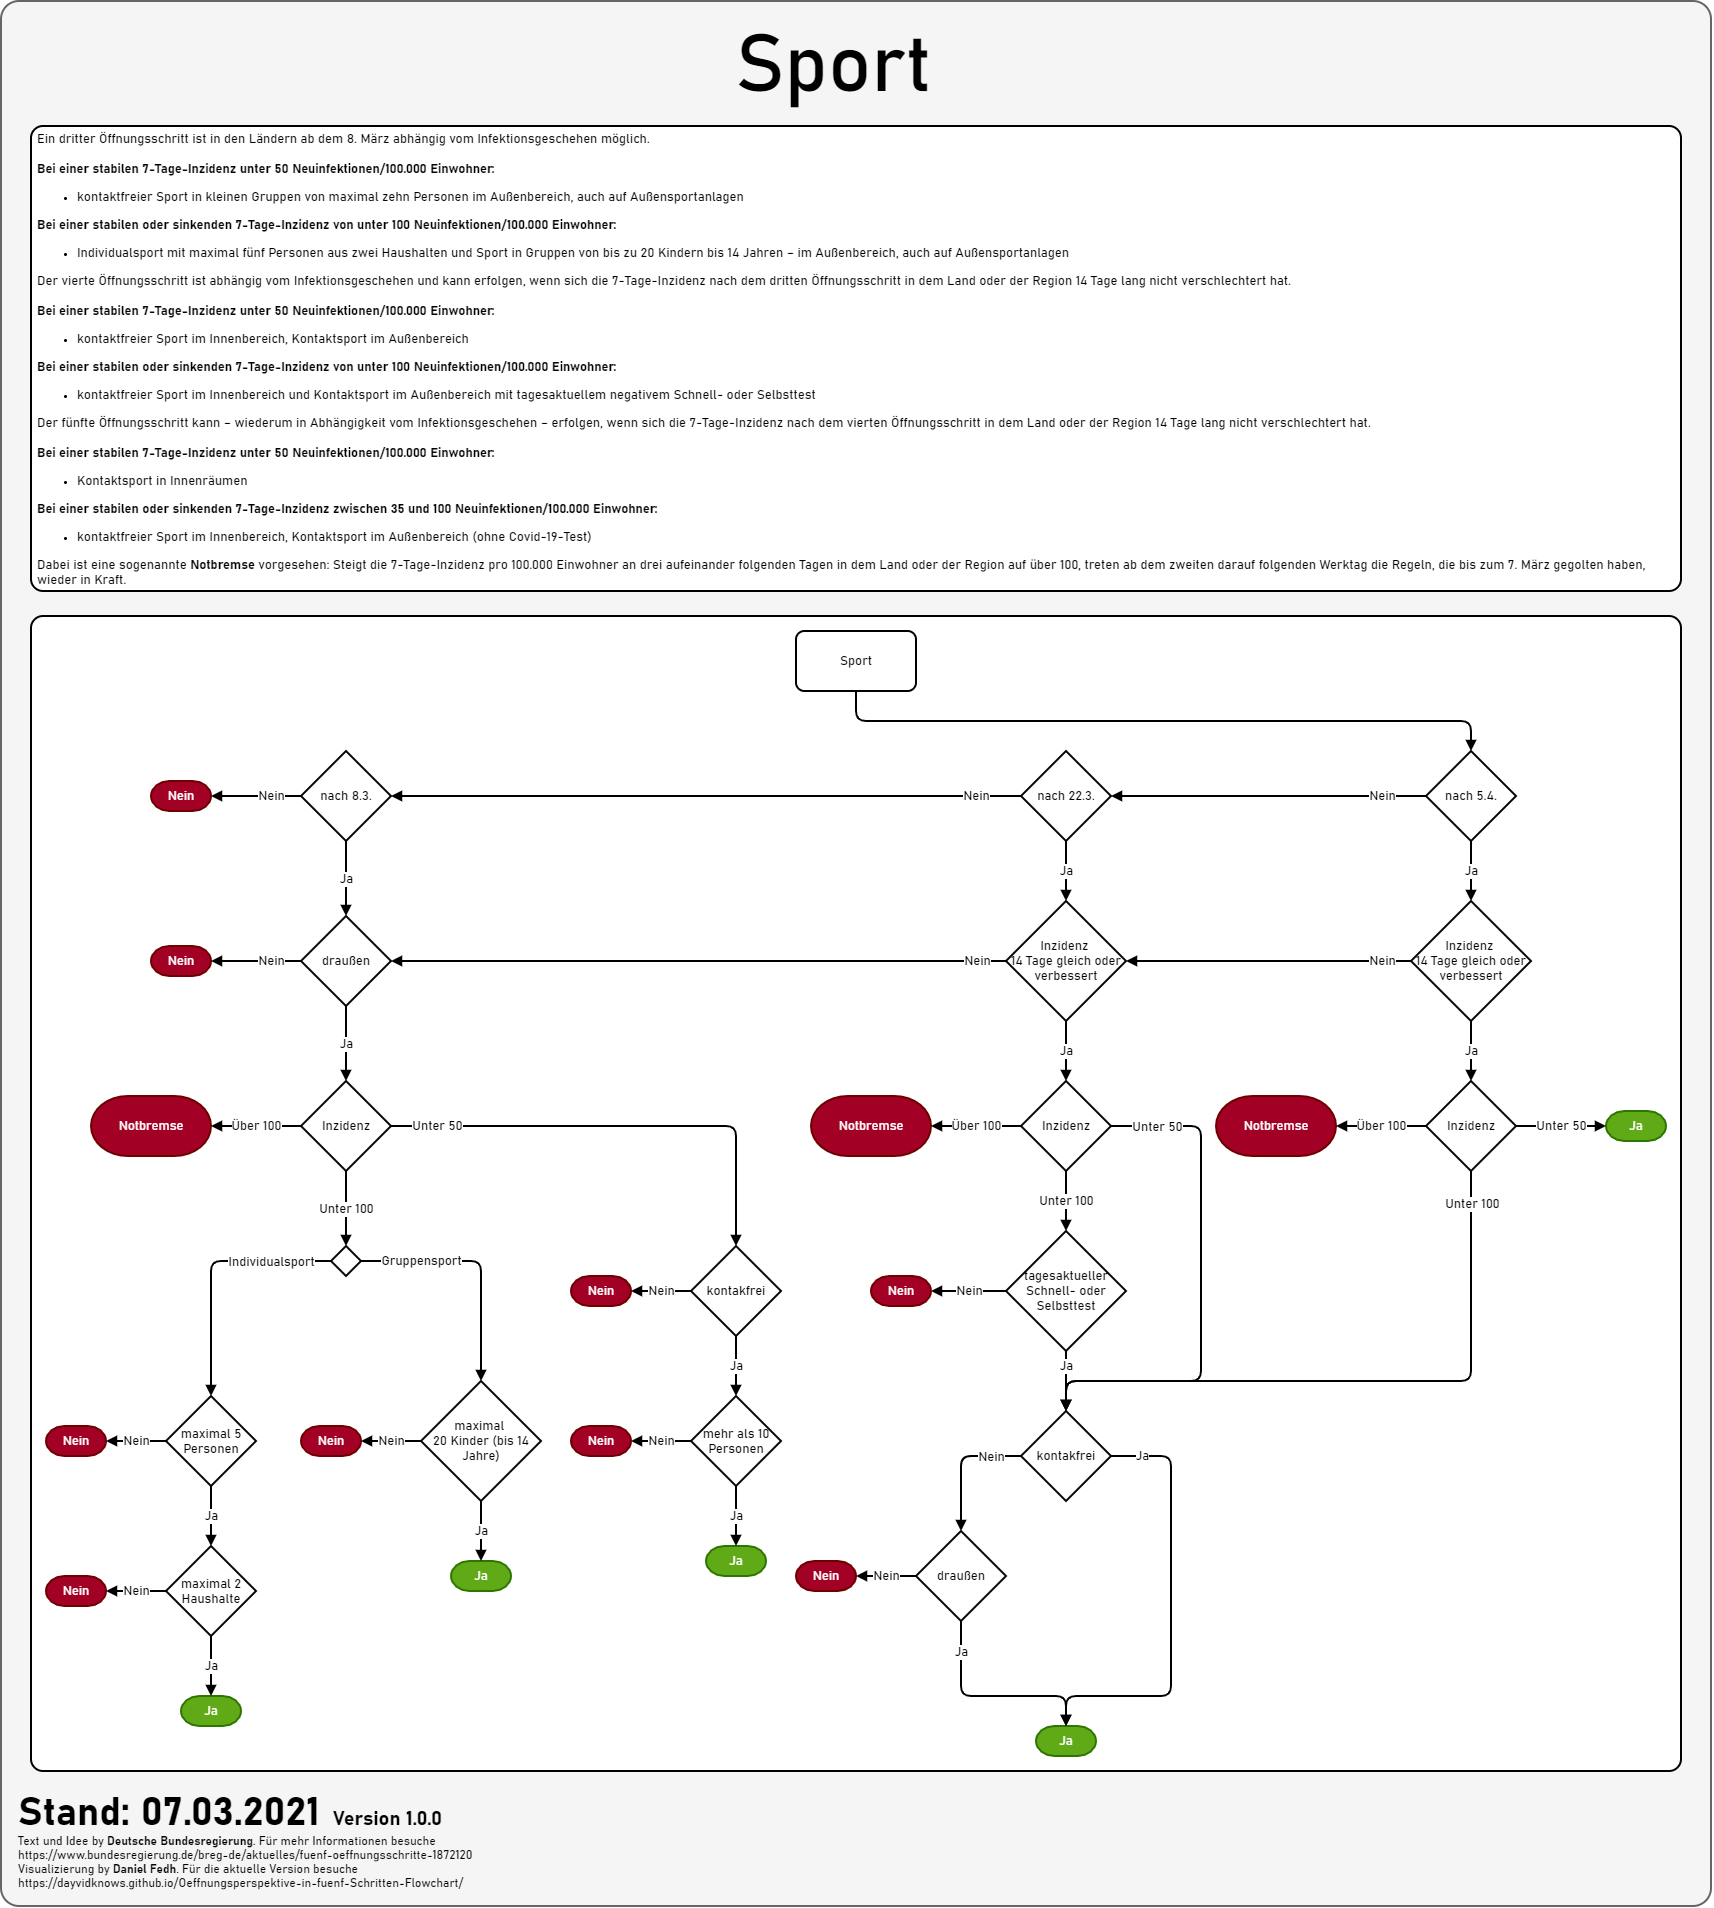 Sport
Ein dritter Öffnungsschritt ist in den Ländern ab dem 8. März abhängig vom Infektionsgeschehen möglich.
Bei einer stabilen 7-Tage-Inzidenz unter 50 Neuinfektionen/100.000 Einwohner:
• kontaktfreier Sport in kleinen Gruppen von maximal zehn Personen im Außenbereich, auch auf Außensportanlagen
Bei einer stabilen oder sinkenden 7-Tage-Inzidenz von unter 100 Neuinfektionen/100.000 Einwohner:
• Individualsport mit maximal fünf Personen aus zwei Haushalten und Sport in Gruppen von bis zu 20 Kindern bis 14 Jahren – im Außenbereich, auch auf Außensportanlagen
Der vierte Öffnungsschritt ist abhängig vom Infektionsgeschehen und kann erfolgen, wenn sich die 7-Tage-Inzidenz nach dem dritten Öffnungsschritt in dem Land oder der Region 14 Tage lang nicht verschlechtert hat.
Bei einer stabilen 7-Tage-Inzidenz unter 50 Neuinfektionen/100.000 Einwohner:
• kontaktfreier Sport im Innenbereich, Kontaktsport im Außenbereich
Bei einer stabilen oder sinkenden 7-Tage-Inzidenz von unter 100 Neuinfektionen/100.000 Einwohner:
• kontaktfreier Sport im Innenbereich und Kontaktsport im Außenbereich mit tagesaktuellem negativem Schnell- oder Selbsttest
Der fünfte Öffnungsschritt kann – wiederum in Abhängigkeit vom Infektionsgeschehen – erfolgen, wenn sich die 7-Tage-Inzidenz nach dem vierten Öffnungsschritt in dem Land oder der Region 14 Tage lang nicht verschlechtert hat.
Bei einer stabilen 7-Tage-Inzidenz unter 50 Neuinfektionen/100.000 Einwohner:
• Kontaktsport in Innenräumen
Bei einer stabilen oder sinkenden 7-Tage-Inzidenz zwischen 35 und 100 Neuinfektionen/100.000 Einwohner:
• kontaktfreier Sport im Innenbereich, Kontaktsport im Außenbereich (ohne Covid-19-Test)
Dabei ist eine sogenannte Notbremse vorgesehen: Steigt die 7-Tage-Inzidenz pro 100.000 Einwohner an drei aufeinander folgenden Tagen in dem Land oder der Region auf über 100, treten ab dem zweiten darauf folgenden Werktag die Regeln, die bis zum 7. März gegolten haben,
wieder in Kraft.
Sport
Nein Nein nach 8.3. Nein nach 22.3. Nein nach 5.4.
Ja Ja Ja
Nein Nein draußen Nein
Inzidenz
14 Tage gleich oder
verbessert
Nein
Inzidenz
14 Tage gleich oder
verbessert
Ja Ja Ja
Notbremse Über 100 Inzidenz Unter 50 Notbremse Über 100 Inzidenz Unter 50 Notbremse Über 100 Inzidenz Unter 50 Ja
Unter 100 Unter 100 Unter 100
Individualsport Gruppensport
Nein Nein kontakfrei Nein Nein
tagesaktueller
Schnell- oder
Selbsttest
Ja Ja
Nein Nein
maximal 5
Personen
Nein Nein
maximal
20 Kinder (bis 14
Jahre)
Nein Nein
mehr als 10
Personen
Nein kontakfrei Ja
Ja Ja Ja
Nein Nein
maximal 2
Haushalte
Ja Ja Nein Nein draußen
Ja Ja
Ja Ja
Stand: 07.03.2021 Version 1.0.0
Text und Idee by Deutsche Bundesregierung. Für mehr Informationen besuche
https://www.bundesregierung.de/breg-de/aktuelles/fuenf-oeffnungsschritte-1872120
Visualizierung by Daniel Fedh. Für die aktuelle Version besuche
https://dayvidknows.github.io/Oeffnungsperspektive-in-fuenf-Schritten-Flowchart/